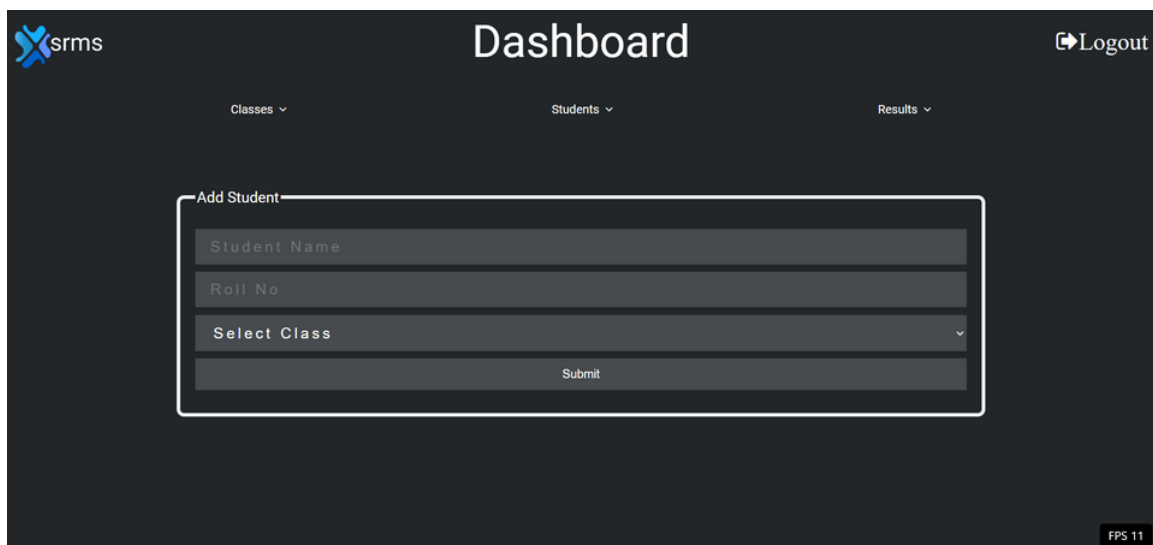 srms
Dashboard
Logout
Classes
Students
Results
Add Student
Student Name
Roll No
Select Class
Submit
FPS 11